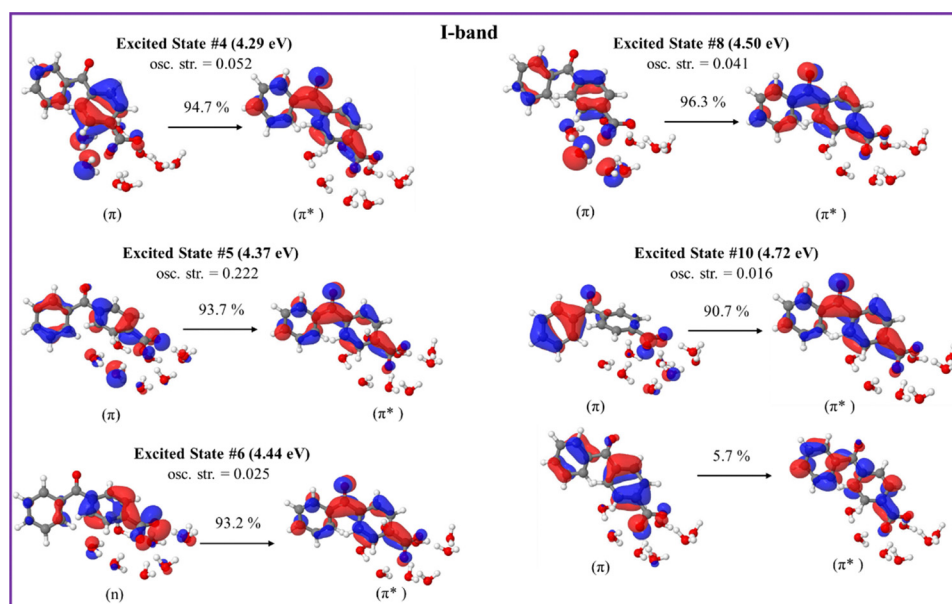 I-band
Excited State #4 (4.29 eV)
osc. str. = 0.052
94.7 %
(π)
(π* )
Excited State #8 (4.50 eV)
osc. str. = 0.041
96.3 %
(π)
(π* )
Excited State #5 (4.37 eV)
osc. str. = 0.222
93.7 %
(π)
(π* )
Excited State #10 (4.72 eV)
osc. str. = 0.016
90.7 %
(π)
(π* )
Excited State #6 (4.44 eV)
osc. str. = 0.025
93.2 %
(n)
(π* )
5.7 %
(π)
(π* )